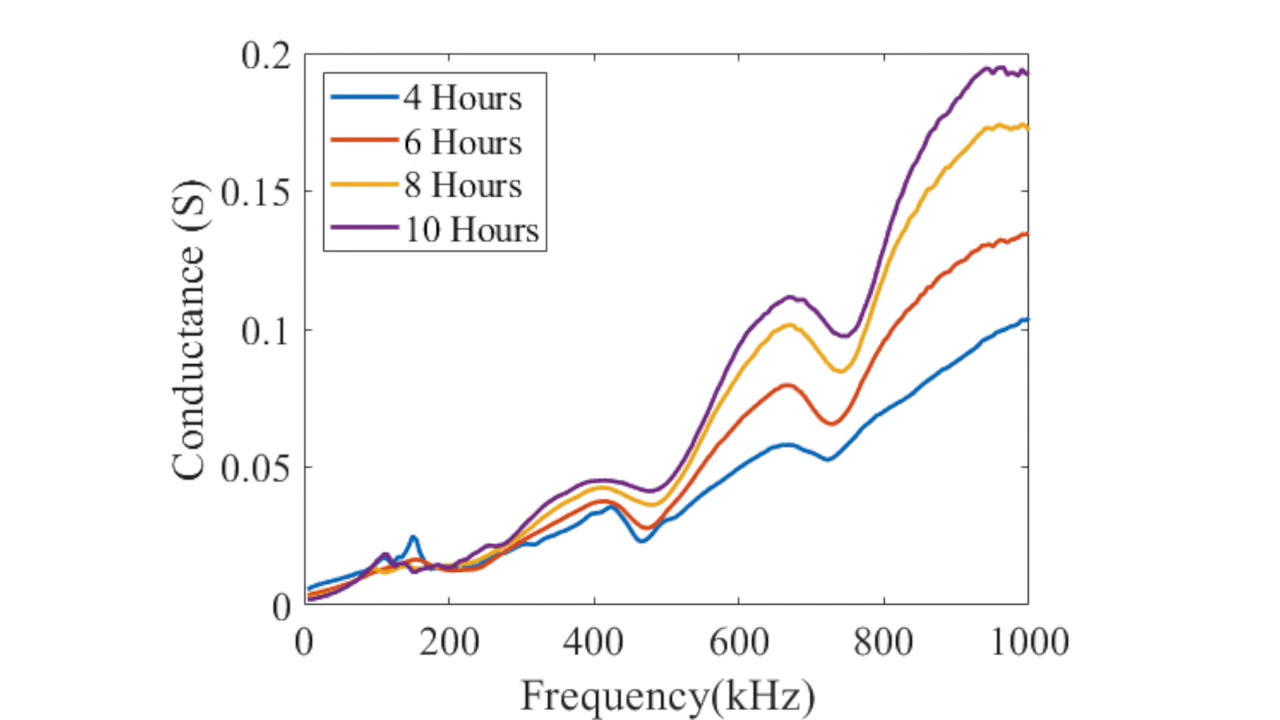 0.2
0.15
0.1
0.05
0
4 Hours
6 Hours
8 Hours
10 Hours
Conductance (S)
0 200 400 600 800 1000
Frequency(kHz)